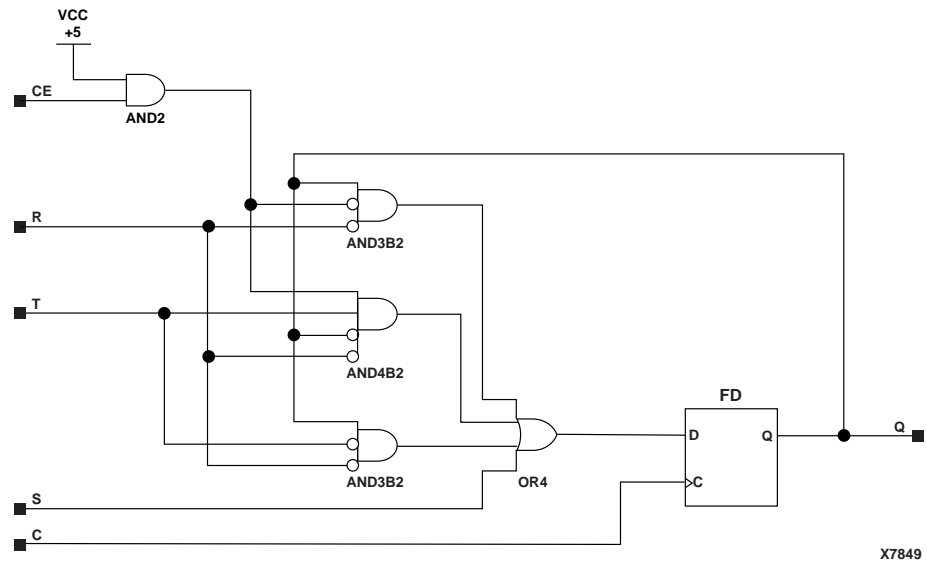 VCC
+5
CE
AND2
R
AND3B2
T
AND4B2
FD
D
Q
Q
AND3B2
OR4
C
S
C
X7849